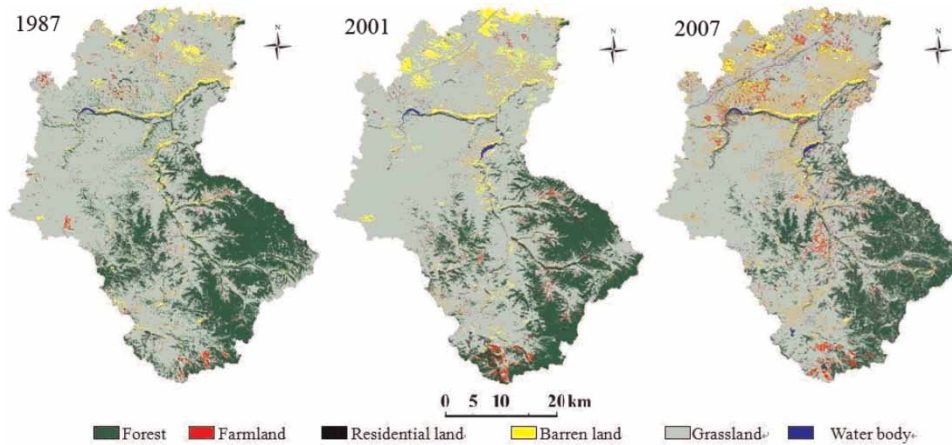 1987 2001 2007
N N N
0 5 10 20 km
Forest Farmland Residential land Barren land Grassland Water body